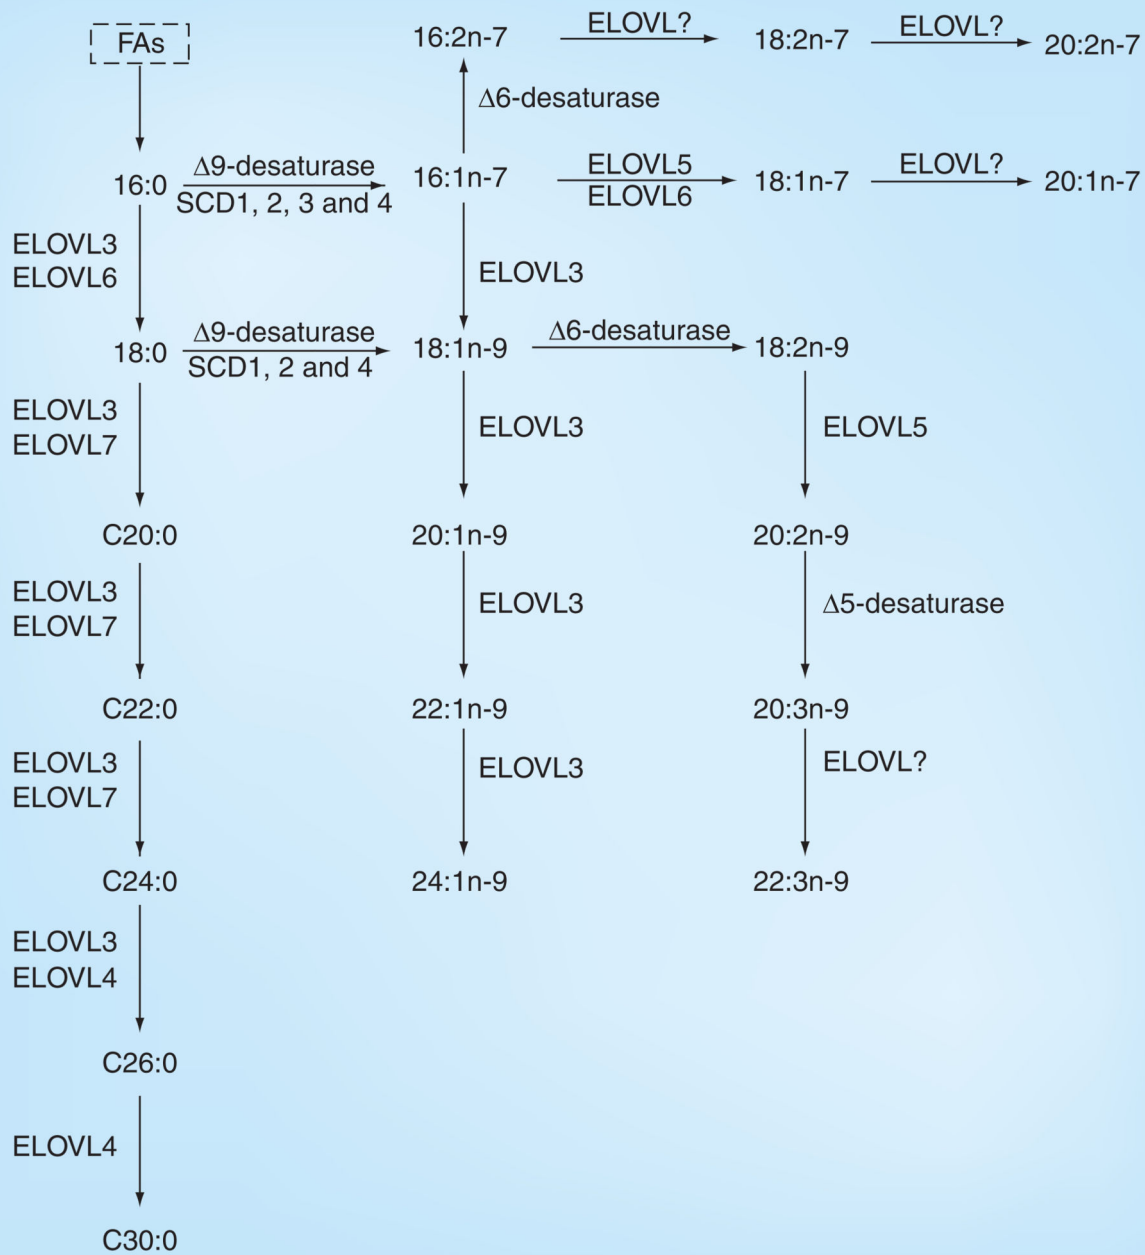 FAs
16:2n-7
ELOVL?
18:2n-7
ELOVL?
20:2n-7
Δ6-desaturase
16:0
Δ9-desaturase
SCD1, 2, 3 and 4
16:1n-7
ELOVL5
ELOVL6
18:1n-7
ELOVL?
20:1n-7
ELOVL3
ELOVL6
ELOVL3
18:0
Δ9-desaturase
SCD1, 2 and 4
18:1n-9
Δ6-desaturase
18:2n-9
ELOVL3
ELOVL7
ELOVL3
ELOVL5
C20:0
20:1n-9
20:2n-9
ELOVL3
ELOVL7
ELOVL3
Δ5-desaturase
C22:0
22:1n-9
20:3n-9
ELOVL3
ELOVL7
ELOVL3
ELOVL?
C24:0
24:1n-9
22:3n-9
ELOVL3
ELOVL4
C26:0
ELOVL4
C30:0